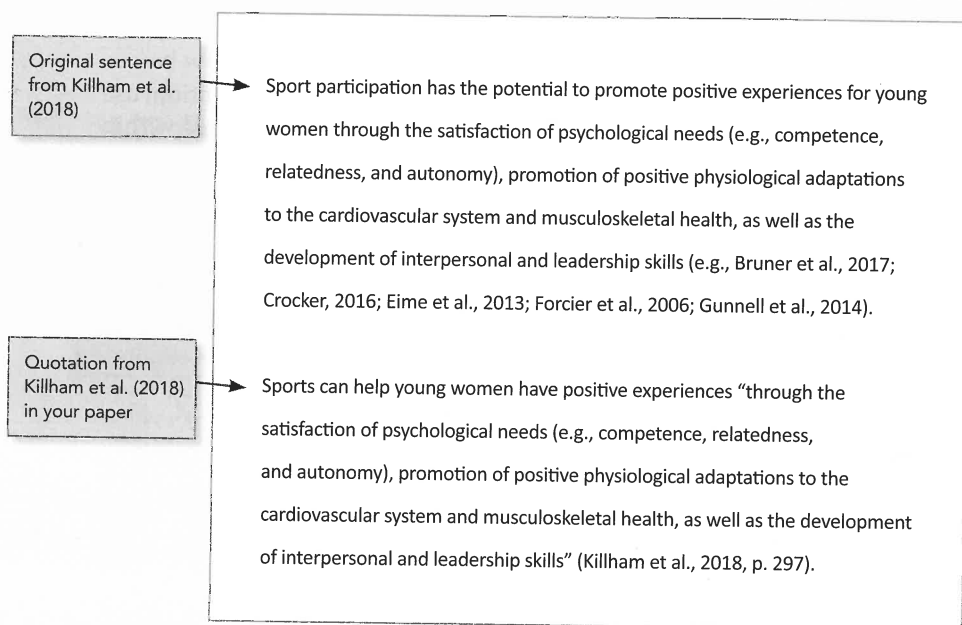 Original sentence
from Killham et al.
(2018)
Sport participation has the potential to promote positive experiences for young
women through the satisfaction of psychological needs (e.g., competence,
relatedness, and autonomy), promotion of positive physiological adaptations
to the cardiovascular system and musculoskeletal health, as well as the
development of interpersonal and leadership skills (e.g., Bruner et al., 2017;
Crocker, 2016; Eime et al., 2013; Forcier et al., 2006; Gunnell et al., 2014).
Quotation from
Killham et al. (2018)
in your paper
Sports can help young women have positive experiences “through the
satisfaction of psychological needs (e.g., competence, relatedness,
and autonomy), promotion of positive physiological adaptations to the
cardiovascular system and musculoskeletal health, as well as the development
of interpersonal and leadership skills” (Killham et al., 2018, p. 297).